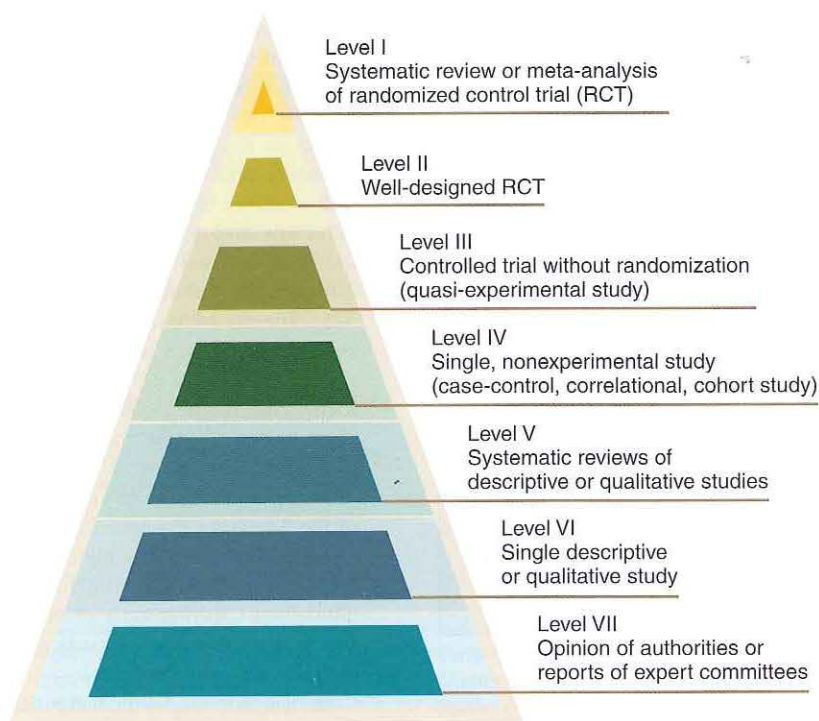 Level I
Systematic review or meta-analysis
of randomized control trial (RCT)
Level II
Well-designed RCT
Level III
Controlled trial without randomization
(quasi-experimental study)
Level IV
Single, nonexperimental study
(case-control, correlational, cohort study)
Level V
Systematic reviews of
descriptive or qualitative studies
Level VI
Single descriptive
or qualitative study
Level VII
Opinion of authorities or
reports of expert committees